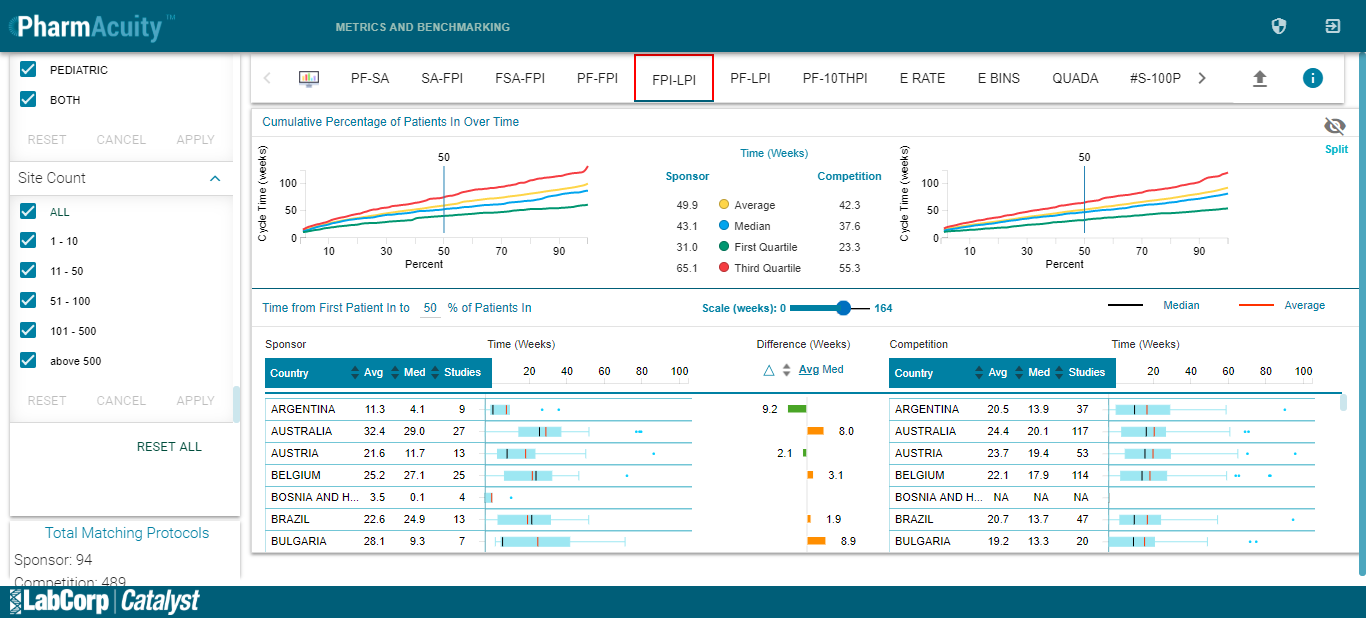 PharmAcuity™
METRICS AND BENCHMARKING
PEDIATRIC
BOTH
RESET CANCEL APPLY
Site Count
ALL
1 - 10
11 - 50
51 - 100
101 - 500
above 500
RESET CANCEL APPLY
RESET ALL
Total Matching Protocols
Sponsor: 94
Competition: 489
PF-SA SA-FPI FSA-FPI PF-FPI FPI-LPI PF-LPI PF-10THPI E RATE E BINS QUADA #S-100P
Cumulative Percentage of Patients In Over Time
Split
Cycle Time (weeks)
50
100
50
0
10 30 50 70 90
Percent
Time (Weeks)
Sponsor Competition
49.9 Average 42.3
43.1 Median 37.6
31.0 First Quartile 23.3
65.1 Third Quartile 55.3
Cycle Time (weeks)
50
100
50
0
10 30 50 70 90
Percent
Time from First Patient In to 50 % of Patients In
Scale (weeks): 0 164
Median Average
Sponsor Time (Weeks) Difference (Weeks) Competition Time (Weeks)
Country Avg Med Studies 20 40 60 80 100 Avg Med Country Avg Med Studies 20 40 60 80 100
ARGENTINA 11.3 4.1 9 9.2 ARGENTINA 20.5 13.9 37
AUSTRALIA 32.4 29.0 27 8.0 AUSTRALIA 24.4 20.1 117
AUSTRIA 21.6 11.7 13 2.1 AUSTRIA 23.7 19.4 53
BELGIUM 25.2 27.1 25 3.1 BELGIUM 22.1 17.9 114
BOSNIA AND H... 3.5 0.1 4 BOSNIA AND H... NA NA NA
BRAZIL 22.6 24.9 13 1.9 BRAZIL 20.7 13.7 47
BULGARIA 28.1 9.3 7 8.9 BULGARIA 19.2 13.3 20
LabCorp | Catalyst